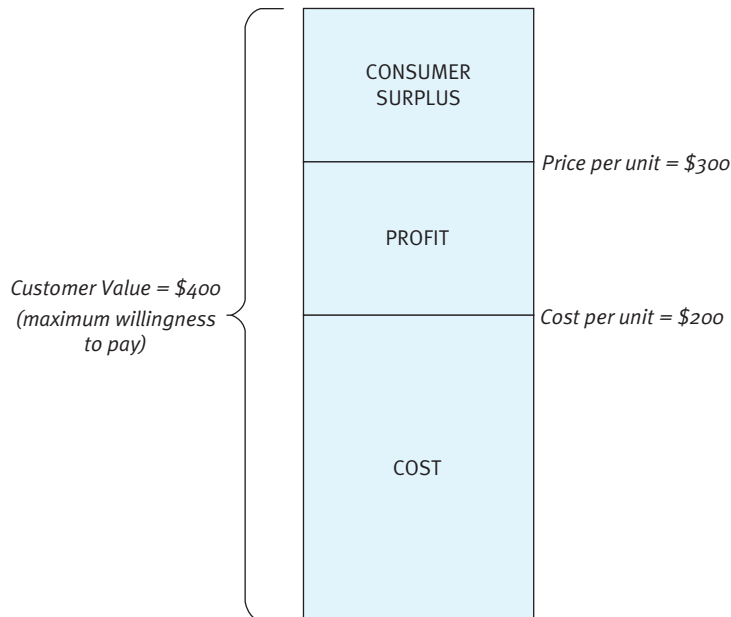 CONSUMER
SURPLUS
Price per unit = $300
PROFIT
Customer Value = $400
(maximum willingness
to pay)
Cost per unit = $200
COST